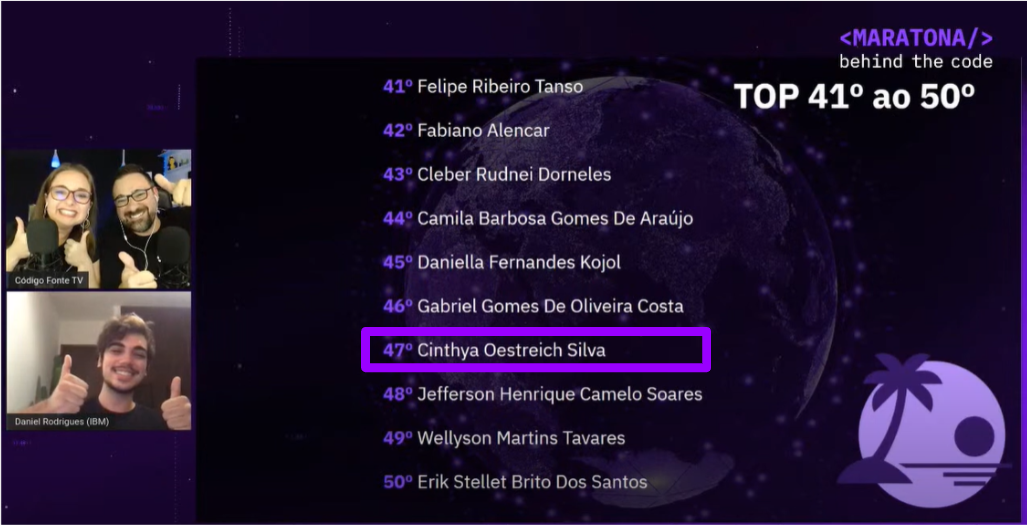 <MARATONA/>
behind the code
TOP 41º ao 50º
41º Felipe Ribeiro Tanso
42º Fabiano Alencar
43º Cleber Rudnei Dorneles
44º Camila Barbosa Gomes De Araújo
45º Daniella Fernandes Kojol
46º Gabriel Gomes De Oliveira Costa
47º Cinthya Oestreich Silva
48º Jefferson Henrique Camelo Soares
49º Wellyson Martins Tavares
50º Erik Stellet Brito Dos Santos
Código Fonte TV
Daniel Rodrigues (IBM)